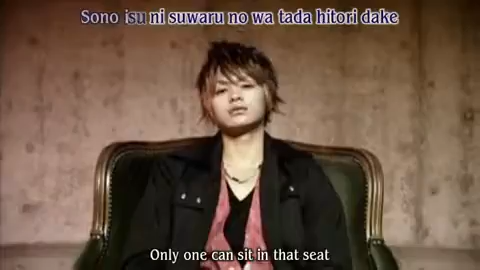 Sono isu ni suwaru no wa tada hitori dake
Only one can sit in that seat